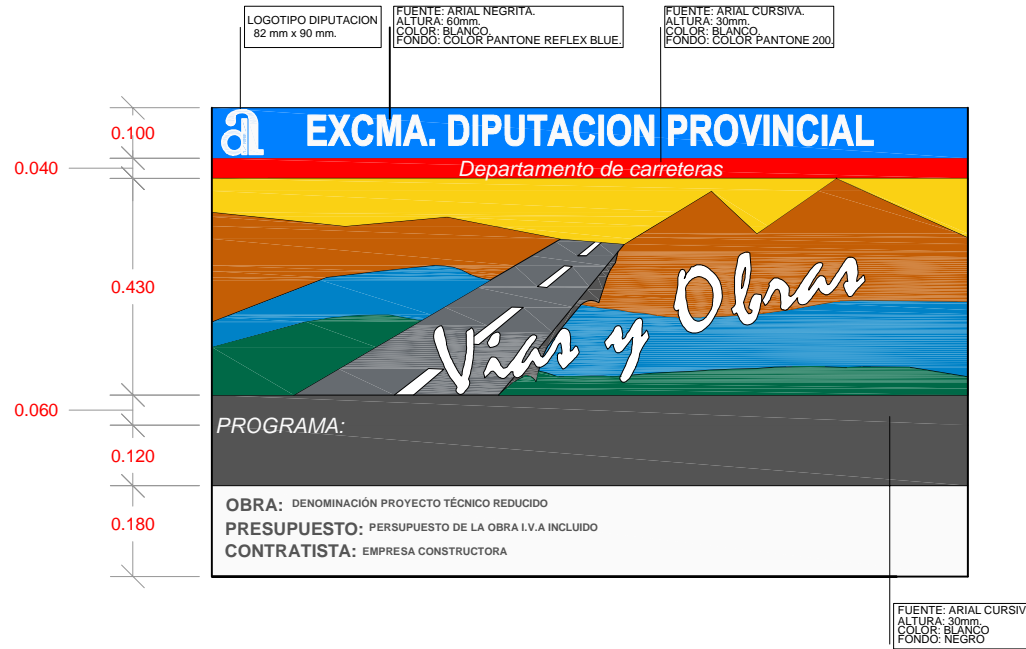 LOGOTIPO DIPUTACION
82 mm x 90 mm.
FUENTE: ARIAL NEGRITA.
ALTURA: 60mm.
COLOR: BLANCO.
FONDO: COLOR PANTONE REFLEX BLUE.
FUENTE: ARIAL CURSIVA.
ALTURA: 30mm.
COLOR: BLANCO.
FONDO: COLOR PANTONE 200.
0.100
EXCMA. DIPUTACION PROVINCIAL
0.040
Departamento de carreteras
0.430
Vias y Obras
0.060
PROGRAMA:
0.120
0.180
OBRA: DENOMINACIÓN PROYECTO TÉCNICO REDUCIDO
PRESUPUESTO: PERSUPUESTO DE LA OBRA I.V.A INCLUIDO
CONTRATISTA: EMPRESA CONSTRUCTORA
FUENTE: ARIAL CURSIV
ALTURA: 30mm.
COLOR: BLANCO
FONDO: NEGRO